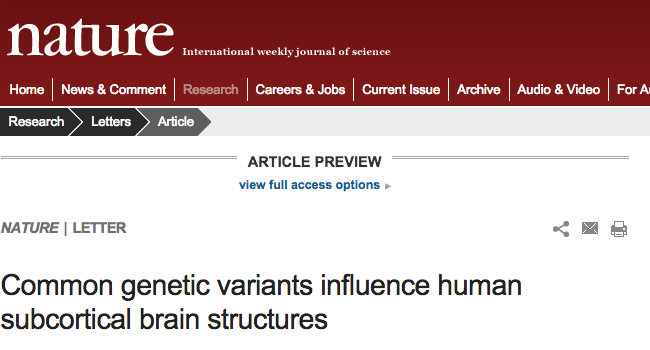 nature International weekly journal of science
Home | News & Comment | Research | Careers & Jobs | Current Issue | Archive | Audio & Video | For A
Research Letters Article
ARTICLE PREVIEW
view full access options
NATURE | LETTER
Common genetic variants influence human
subcortical brain structures